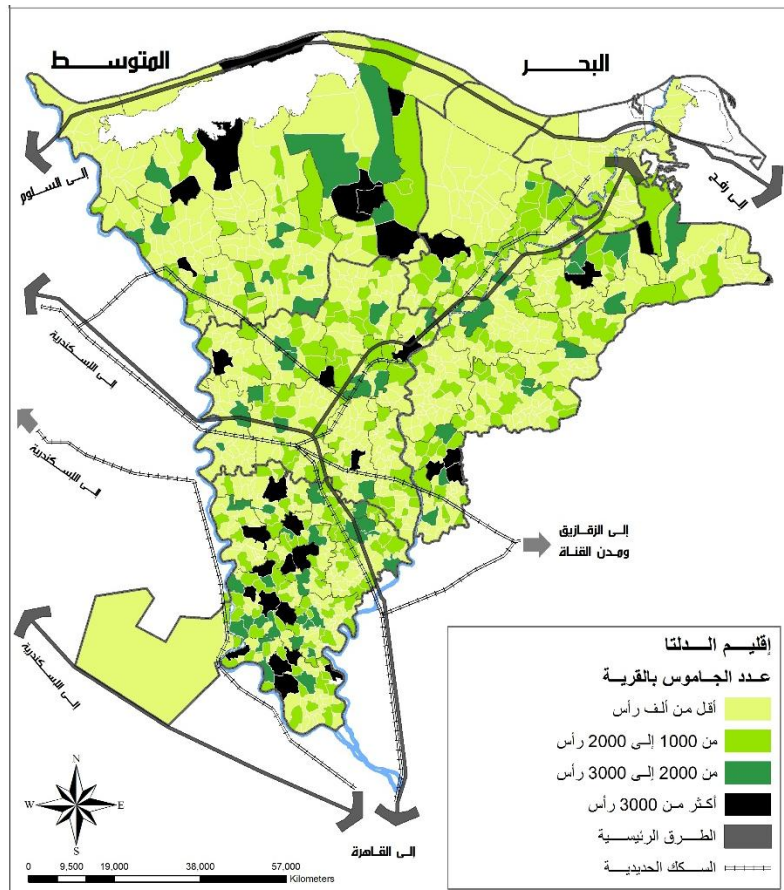 البحر
المتوسط
إلى السلوم
إلى رفح
إلى الإسكندرية
إلى الإسكندرية
إلى الزقازيق
ومدن القناة
إلى الإسكندرية
إلى القاهرة
إقليم الدلتا
عدد الجاموس بالقرية
أقل من ألف رأس
من 1000 إلى 2000 رأس
من 2000 إلى 3000 رأس
أكثر من 3000 رأس
الطرق الرئيسية
السكك الحديدية
N
W
E
S
0 9,500 19,000 38,000 57,000
Kilometers